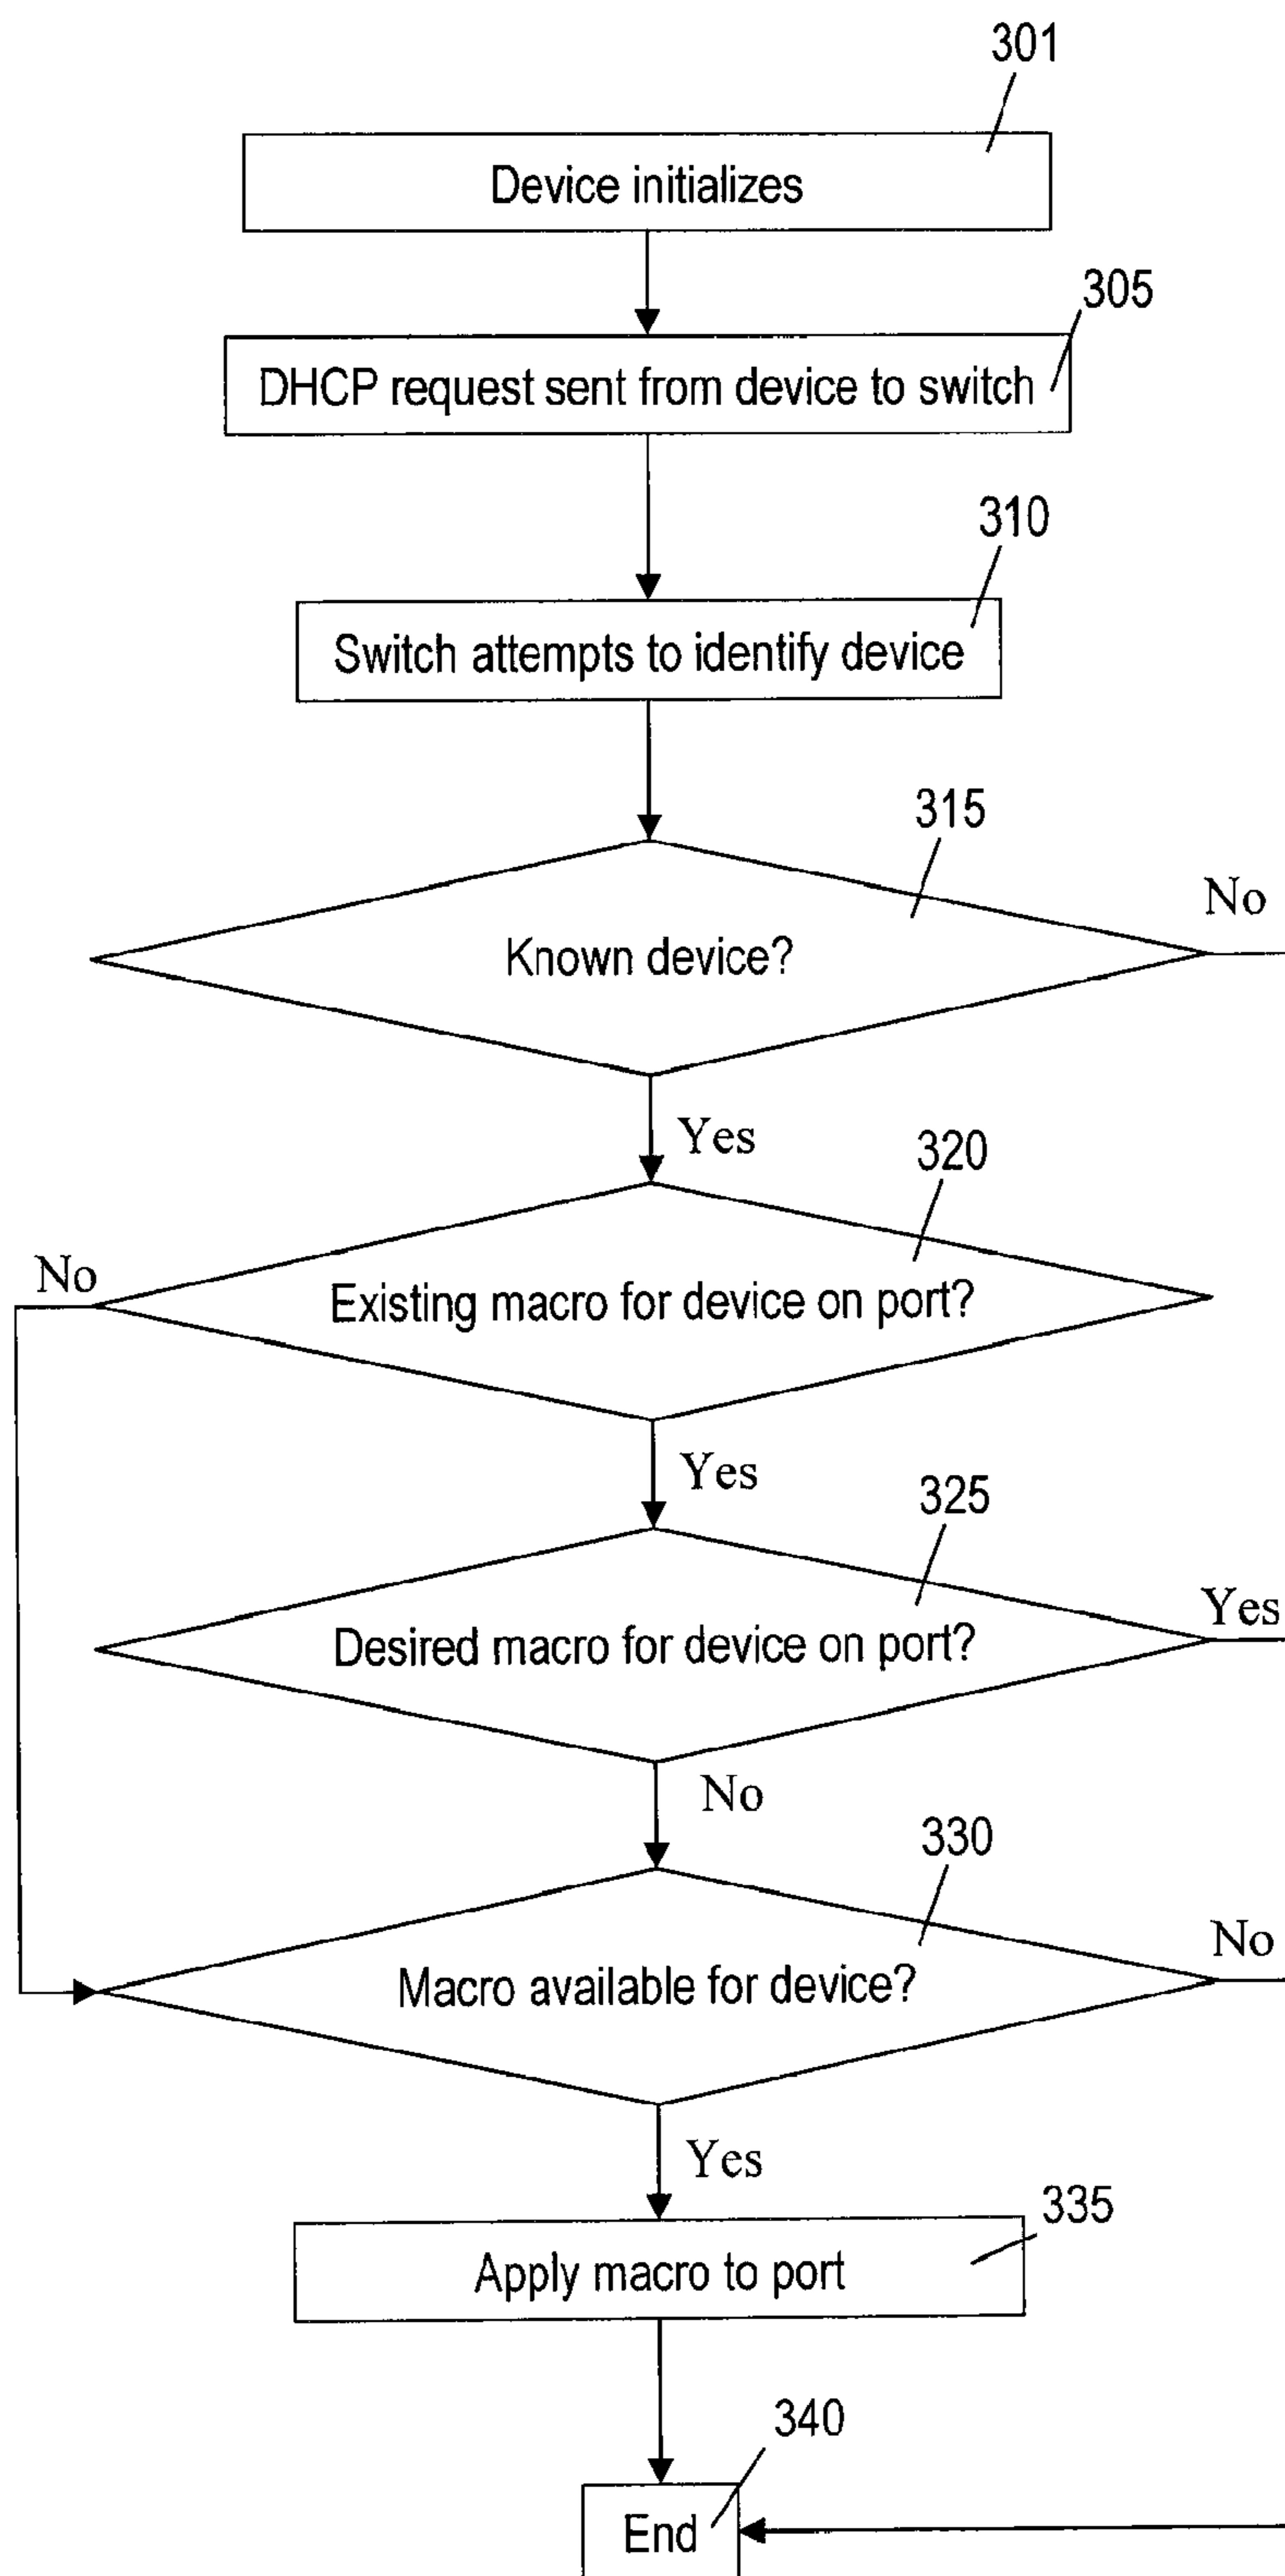 301
Device initializes
305
DHCP request sent from device to switch
310
Switch attempts to identify device
315
No
Known device?
Yes
320
No
Existing macro for device on port?
Yes
325
Yes
Desired macro for device on port?
No
330
No
Macro available for device?
Yes
335
Apply macro to port
340
End